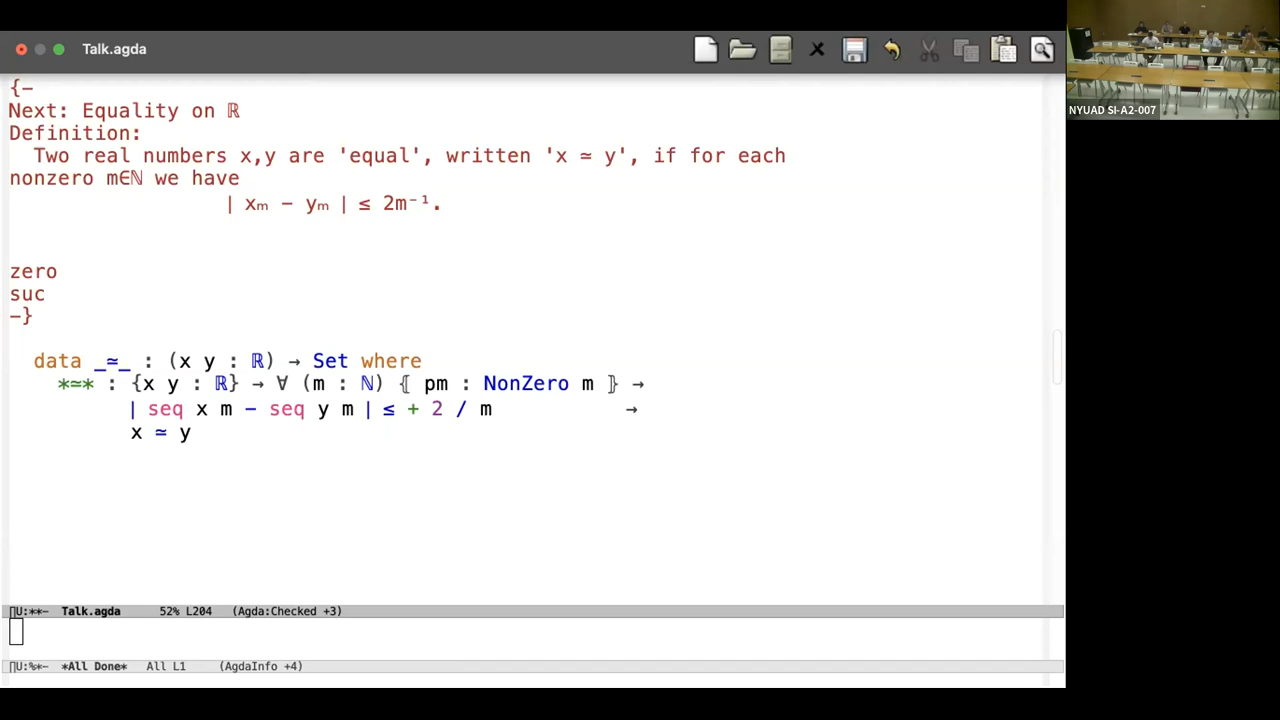 Talk.agda
NYUAD SI-A2-007
{-
Next: Equality on ℝ
Definition:
Two real numbers x,y are 'equal', written 'x ≃ y', if for each
nonzero m∈ℕ we have
| xₘ - yₘ | ≤ 2m⁻¹.
zero
suc
-}
data _≃_ : (x y : ℝ) → Set where
*≃* : {x y : ℝ} → ∀ (m : ℕ) ⦃ pm : NonZero m ⦄ →
| seq x m - seq y m | ≤ + 2 / m →
x ≃ y
U:**- Talk.agda 52% L204 (Agda:Checked +3)
U:%*- *All Done* All L1 (AgdaInfo +4)